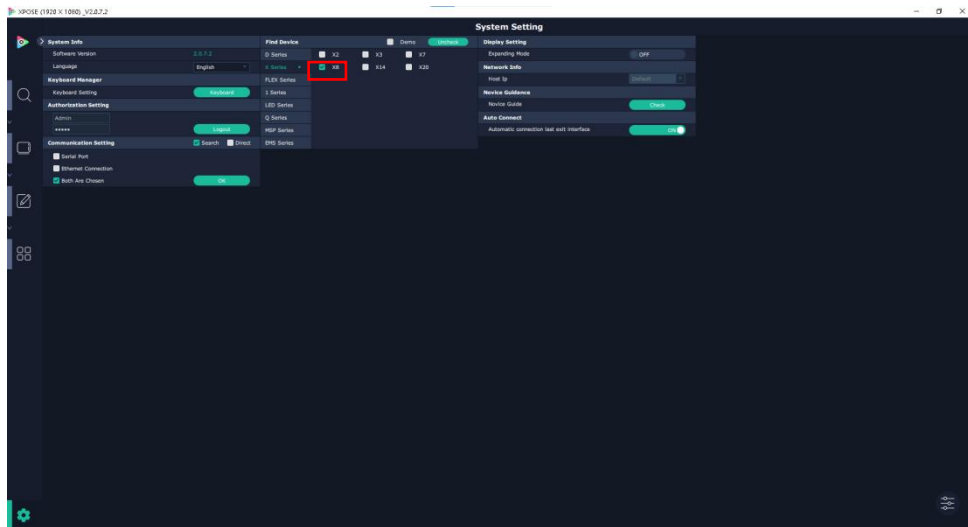 XPOSE (1920 X 1080) _V2.0.7.2
System Setting
System Info
Software Version 2.0.7.2
Language English
Keyboard Manager
Keyboard Setting Keyboard
Authorization Setting
Admin
***** Logout
Communication Setting Search Direct
Serial Port
Ethernet Connection
Both Are Chosen OK
Find Device Demo Uncheck
D Series X2 X3 X7
X Series X8 X14 X20
FLEX Series
LED Series
Q Series
MSP Series
EMS Series
Display Setting
Expanding Mode OFF
Network Info
Host Ip Default
Novice Guidance
Novice Guide Check
Auto Connect
Automatic connection last exit interface ON